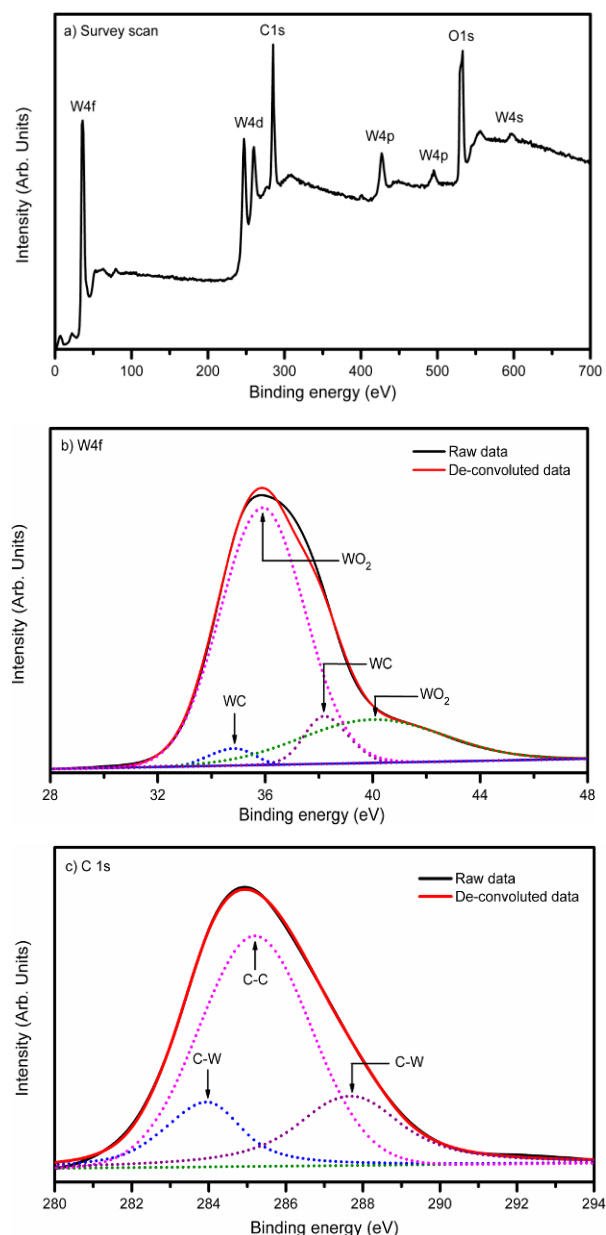 a) Survey scan
C1s
O1s
W4f
W4d
W4p
W4p
W4s
Intensity (Arb. Units)
0 100 200 300 400 500 600 700
Binding energy (eV)
b) W4f
Raw data
De-convoluted data
WO2
WC
WC
WO2
Intensity (Arb. Units)
28 32 36 40 44 48
Binding energy (eV)
c) C 1s
Raw data
De-convoluted data
C-C
C-W
C-W
Intensity (Arb. Units)
280 282 284 286 288 290 292 294
Binding energy (eV)